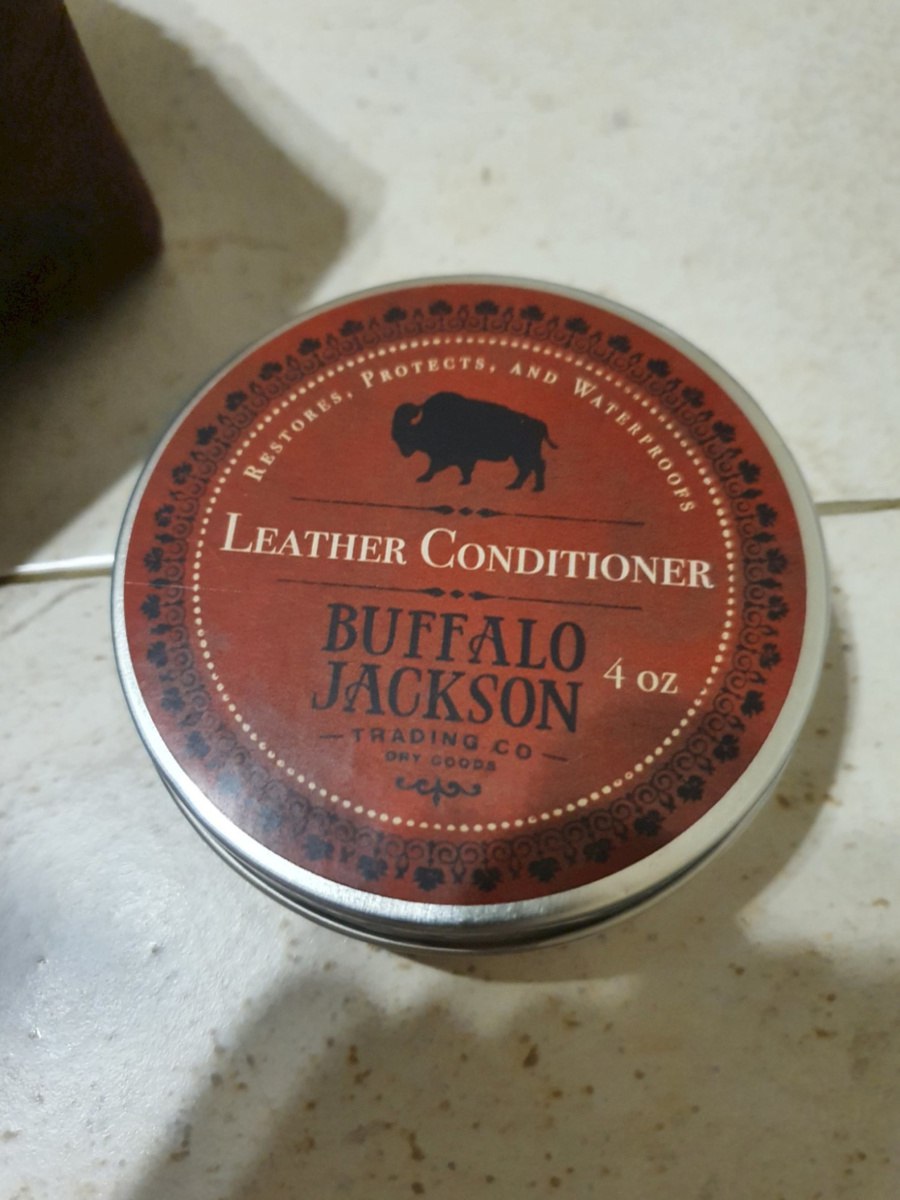 Restores, Protects, and Waterproofs
Leather Conditioner
BUFFALO
JACKSON
4 oz
TRADING CO
DRY GOODS